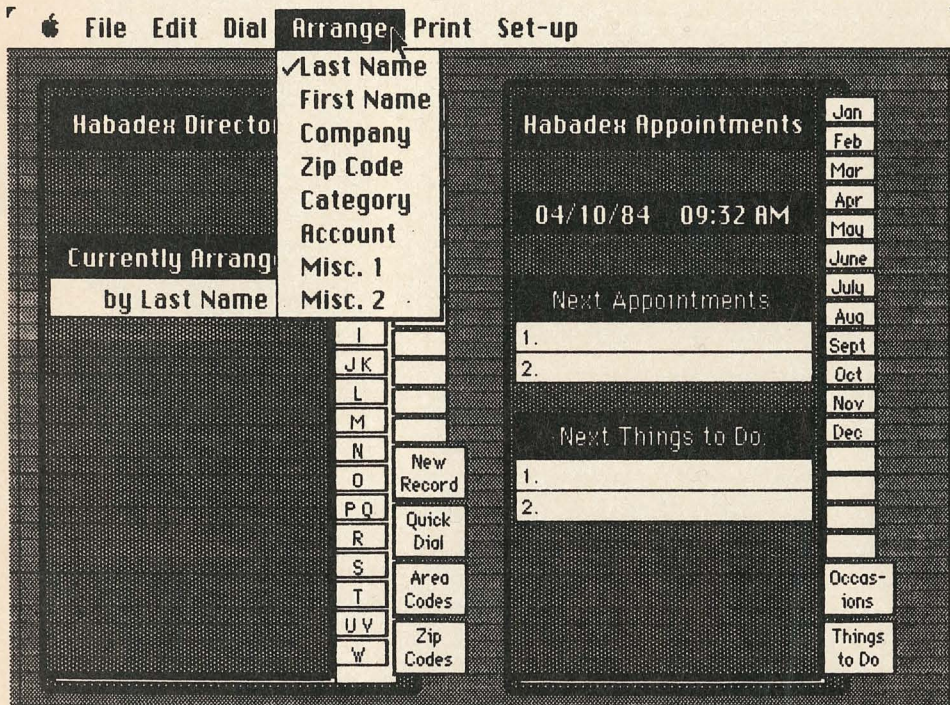 File Edit Dial Arrange Print Set-up
✓Last Name
First Name
Company
Zip Code
Category
Account
Misc. 1
Misc. 2
Habadex Directo
Currently Arrang
by Last Name
I
JK
L
M
N
O
PQ
R
S
T
UV
W
New
Record
Quick
Dial
Area
Codes
Zip
Codes
Habadex Appointments
04/10/84 09:32 AM
Next Appointments
1.
2.
Next Things to Do
1.
2.
Jan
Feb
Mar
Apr
May
June
July
Aug
Sept
Oct
Nov
Dec
Occas-
ions
Things
to Do